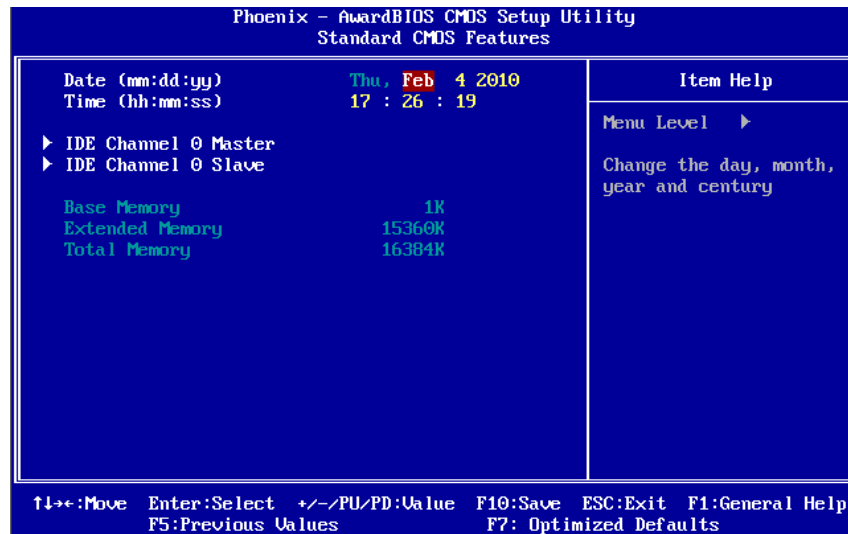 Phoenix - AwardBIOS CMOS Setup Utility
Standard CMOS Features
Date (mm:dd:yy) Thu, Feb 4 2010
Time (hh:mm:ss) 17 : 26 : 19
▶ IDE Channel 0 Master
▶ IDE Channel 0 Slave
Base Memory 1K
Extended Memory 15360K
Total Memory 16384K
Item Help
Menu Level ▶
Change the day, month,
year and century
↑↓→←:Move Enter:Select +/-/PU/PD:Value F10:Save ESC:Exit F1:General Help
F5:Previous Values F7: Optimized Defaults